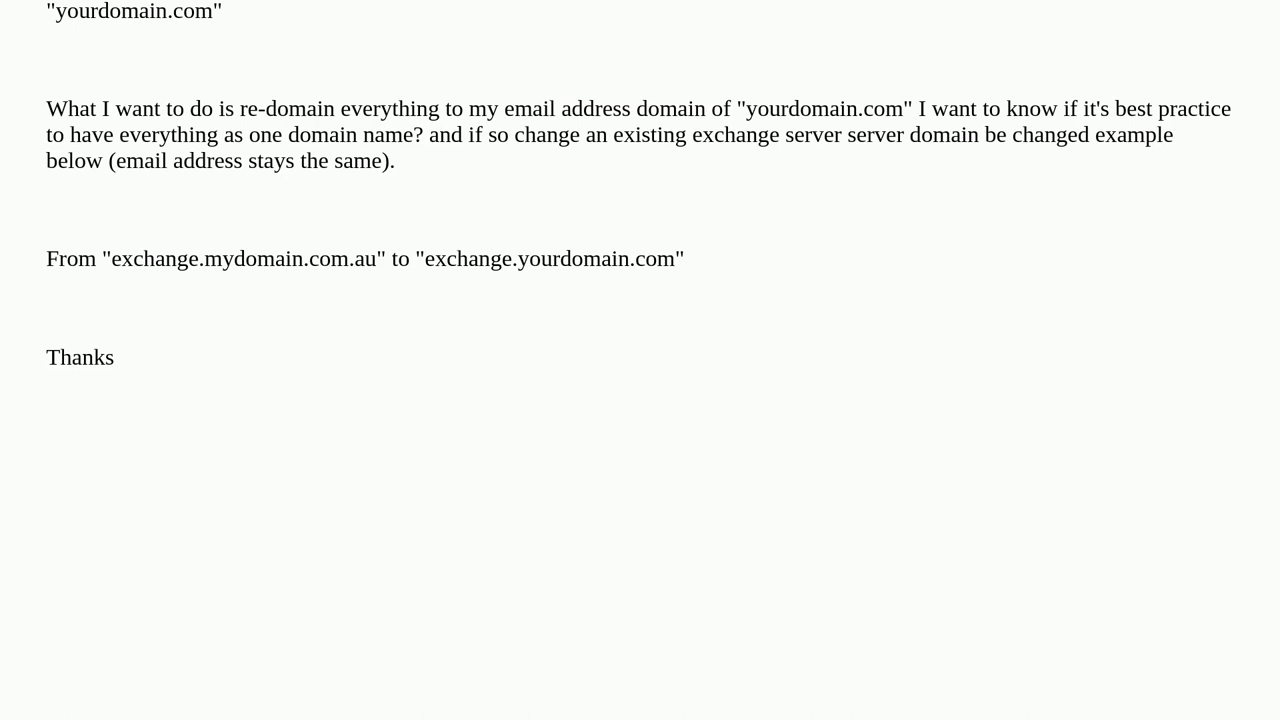 "yourdomain.com"
What I want to do is re-domain everything to my email address domain of "yourdomain.com" I want to know if it's best practice
to have everything as one domain name? and if so change an existing exchange server server domain be changed example
below (email address stays the same).
From "exchange.mydomain.com.au" to "exchange.yourdomain.com"
Thanks